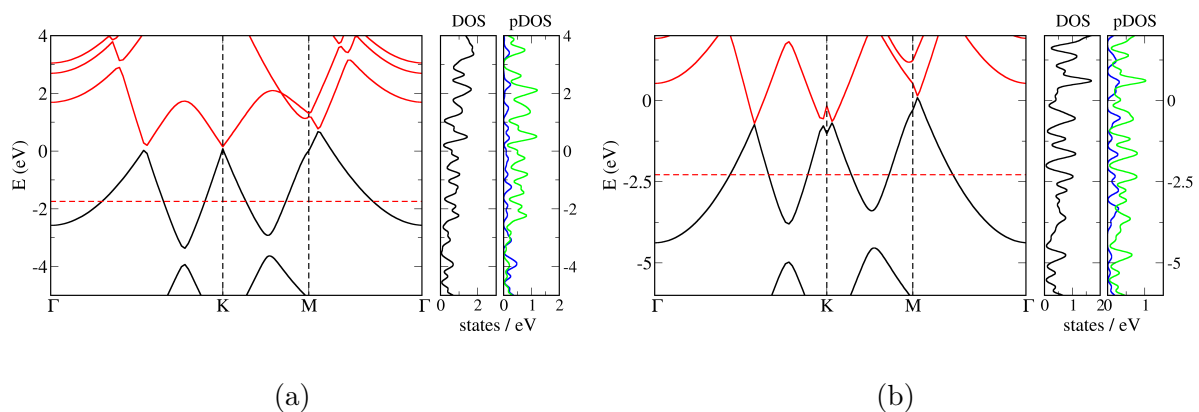 DOS pDOS
4 4
2 2
0 0
-2 -2
-4 -4
E (eV)
Γ K M Γ 0 2 0 1 2
states / eV
(a)
DOS pDOS
0 0
-2.5 -2.5
-5 -5
E (eV)
Γ K M Γ 0 1 2 0 1
states / eV
(b)